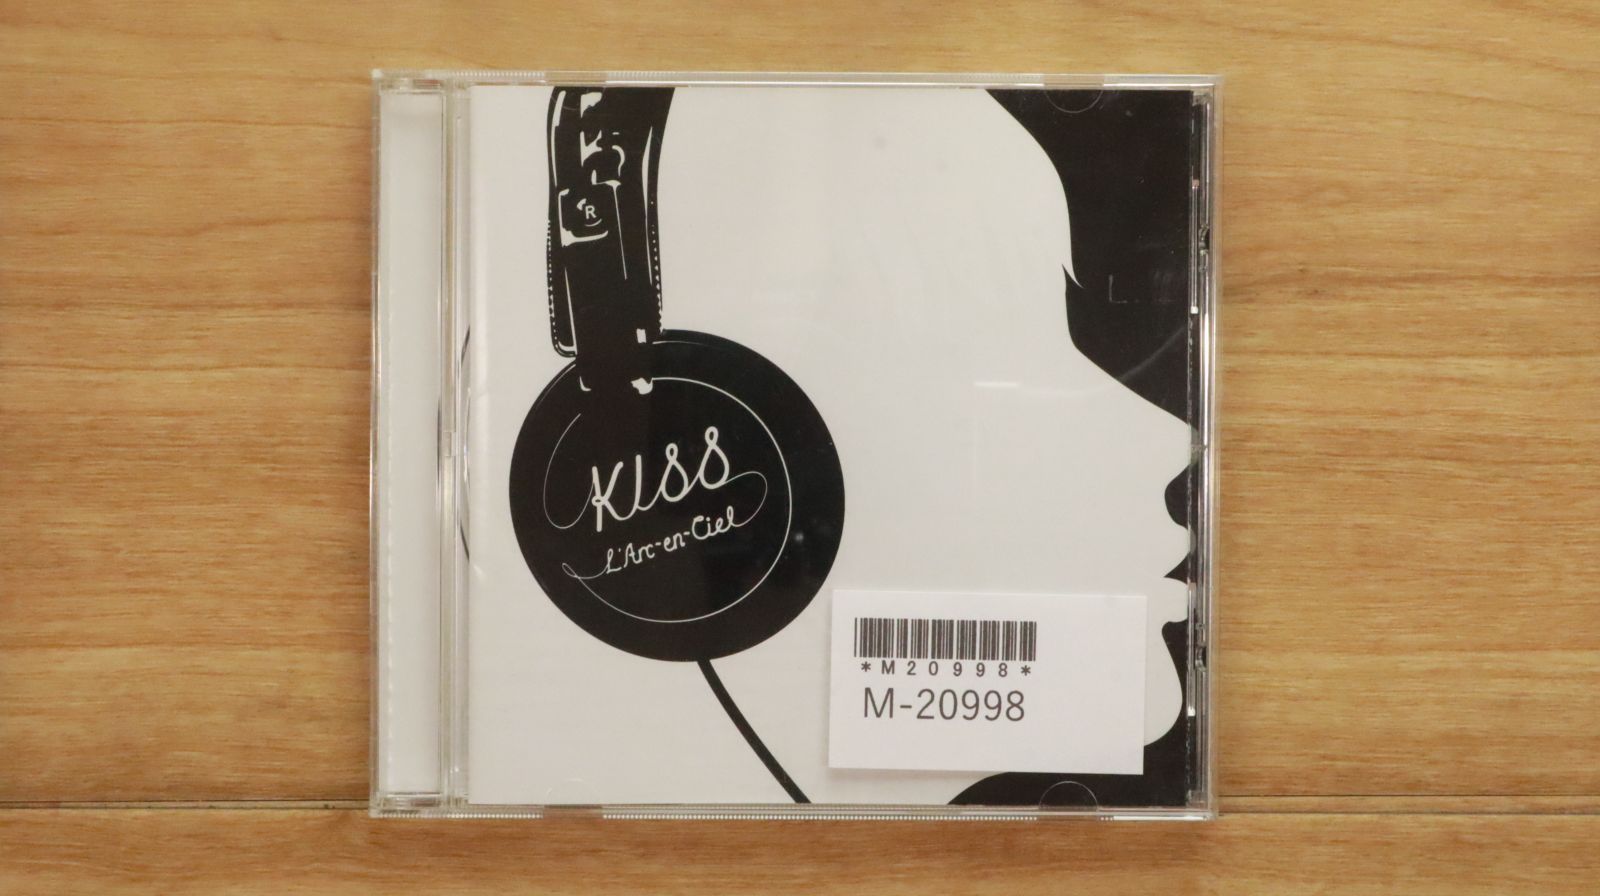 R
L.
KISS
L'Arc-en-Ciel
*M20998*
M-20998